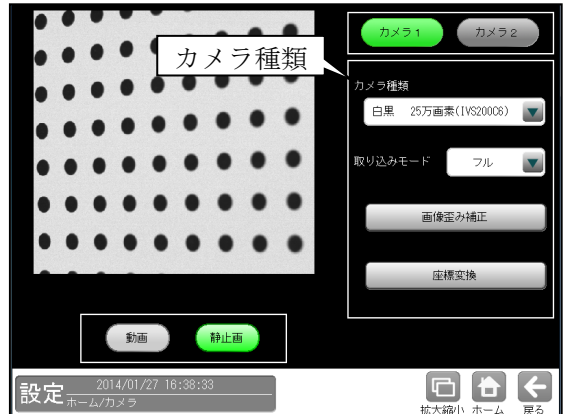 カメラ種類
カメラ1
カメラ2
カメラ種類
白黒 25万画素(IVS200C6)
取り込みモード
フル
画像歪み補正
座標変換
動画
静止画
設定
2014/01/27 16:38:33
ホーム/カメラ
拡大縮小
ホーム
戻る